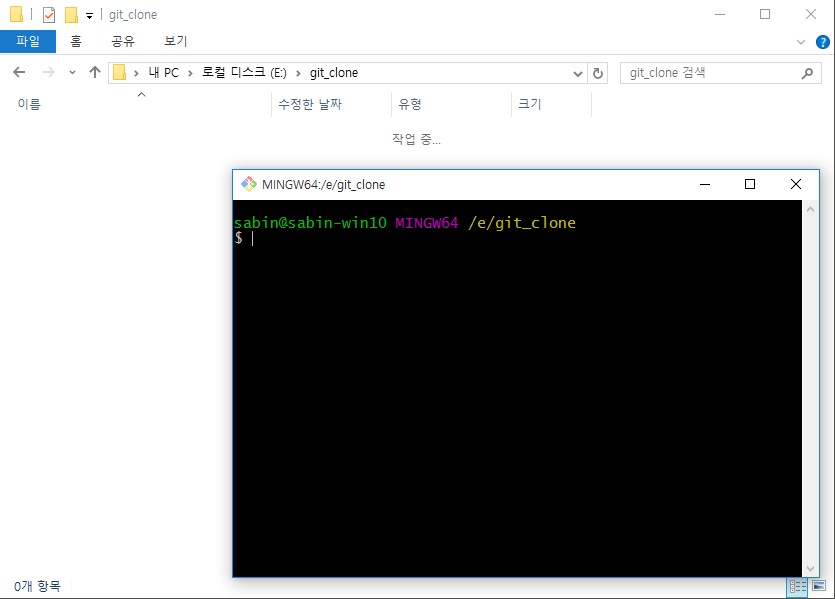 git_clone
파일 홈 공유 보기
내 PC 로컬 디스크 (E:) git_clone git_clone 검색
이름 수정한 날짜 유형 크기
작업 중...
MINGW64:/e/git_clone
sabin@sabin-win10 MINGW64 /e/git_clone
$
0개 항목